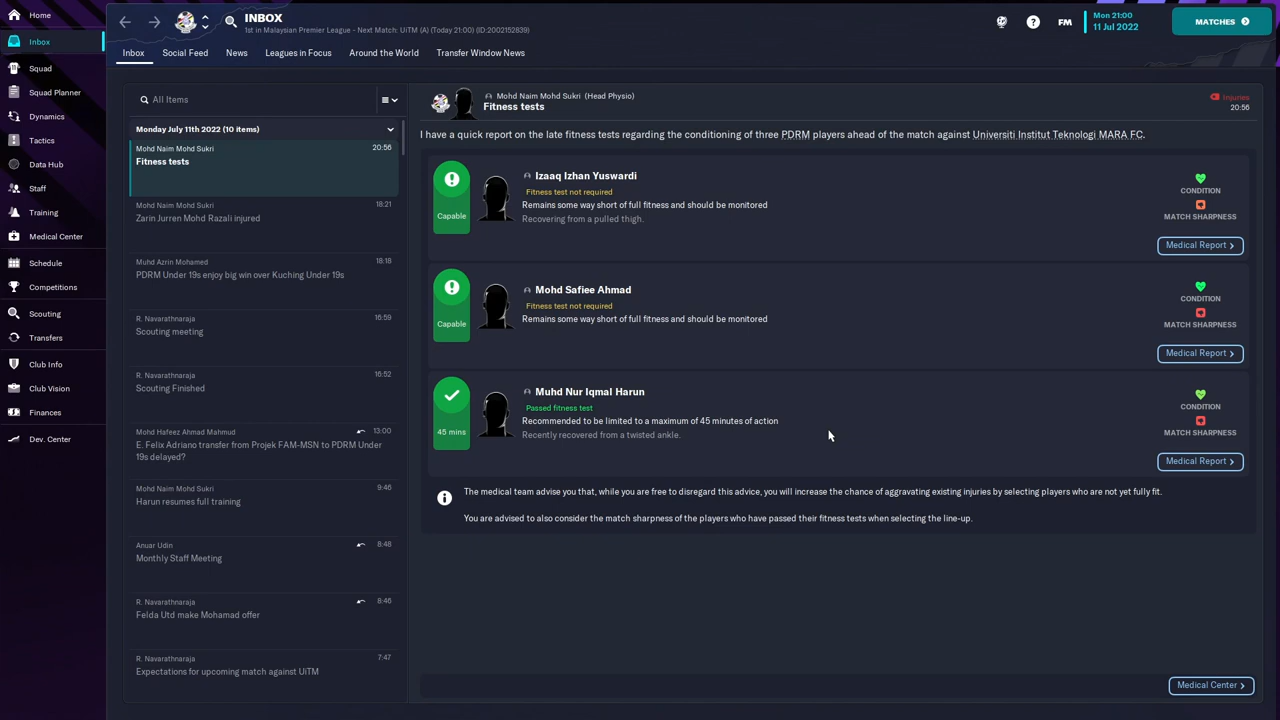 Home
Inbox
Squad
Squad Planner
Dynamics
Tactics
Data Hub
Staff
Training
Medical Center
Schedule
Competitions
Scouting
Transfers
Club Info
Club Vision
Finances
Dev. Center
INBOX
1st in Malaysian Premier League - Next Match: UiTM (A) (Today 21:00) (ID:2002152839)
FM
Mon 21:00
11 Jul 2022
MATCHES
Inbox
Social Feed
News
Leagues in Focus
Around the World
Transfer Window News
All Items
Monday July 11th 2022 (10 items)
Mohd Naim Mohd Sukri 20:56
Fitness tests
Mohd Naim Mohd Sukri 18:21
Zarin Jurren Mohd Razali injured
Muhd Azrin Mohamed 18:18
PDRM Under 19s enjoy big win over Kuching Under 19s
R. Navarathnaraja 16:59
Scouting meeting
R. Navarathnaraja 16:52
Scouting Finished
Mohd Hafeez Ahmad Mahmud 13:00
E. Felix Adriano transfer from Projek FAM-MSN to PDRM Under
19s delayed?
Mohd Naim Mohd Sukri 9:46
Harun resumes full training
Anuar Udin 8:48
Monthly Staff Meeting
R. Navarathnaraja 8:46
Felda Utd make Mohamad offer
R. Navarathnaraja 7:47
Expectations for upcoming match against UiTM
Mohd Naim Mohd Sukri (Head Physio)
Fitness tests
Injuries
20:56
I have a quick report on the late fitness tests regarding the conditioning of three PDRM players ahead of the match against Universiti Institut Teknologi MARA FC.
Capable
Izaaq Izhan Yuswardi
Fitness test not required
Remains some way short of full fitness and should be monitored
Recovering from a pulled thigh.
CONDITION
MATCH SHARPNESS
Medical Report
Capable
Mohd Safiee Ahmad
Fitness test not required
Remains some way short of full fitness and should be monitored
CONDITION
MATCH SHARPNESS
Medical Report
45 mins
Muhd Nur Iqmal Harun
Passed fitness test
Recommended to be limited to a maximum of 45 minutes of action
Recently recovered from a twisted ankle.
CONDITION
MATCH SHARPNESS
Medical Report
The medical team advise you that, while you are free to disregard this advice, you will increase the chance of aggravating existing injuries by selecting players who are not yet fully fit.
You are advised to also consider the match sharpness of the players who have passed their fitness tests when selecting the line-up.
Medical Center